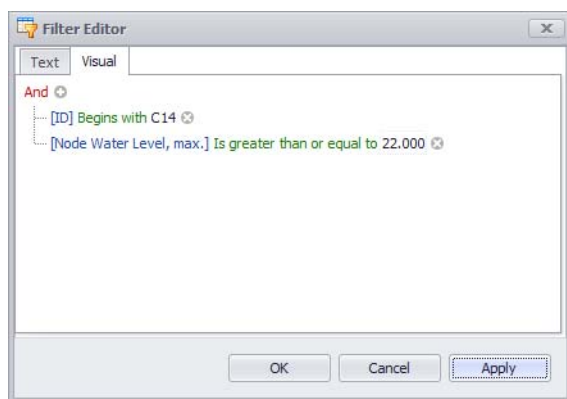 Filter Editor
Text Visual
And
[ID] Begins with C14
[Node Water Level, max.] Is greater than or equal to 22.000
OK Cancel Apply